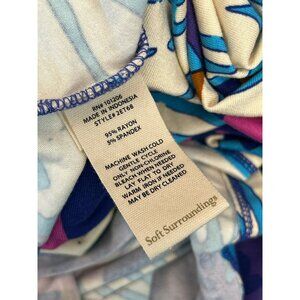 RN# 101206
MADE IN INDONESIA
STYLE# 2ET68
95% RAYON
5% SPANDEX
MACHINE WASH COLD
GENTLE CYCLE
ONLY NON-CHLORINE
BLEACH WHEN NEEDED
LAY FLAT TO DRY
WARM IRON IF NEEDED
MAY BE DRY CLEANED
Soft Surroundings